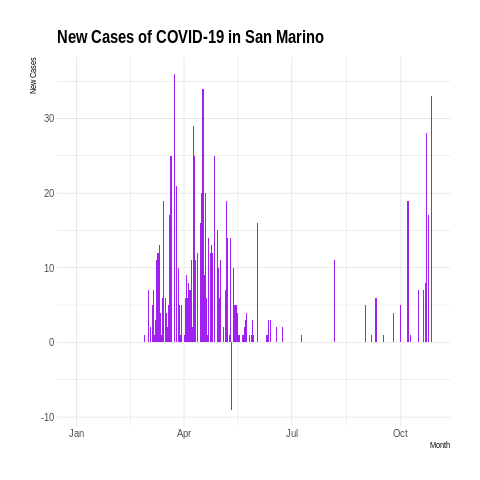 New Cases of COVID-19 in San Marino
New Cases
30
20
10
0
-10
Jan Apr Jul Oct
Month